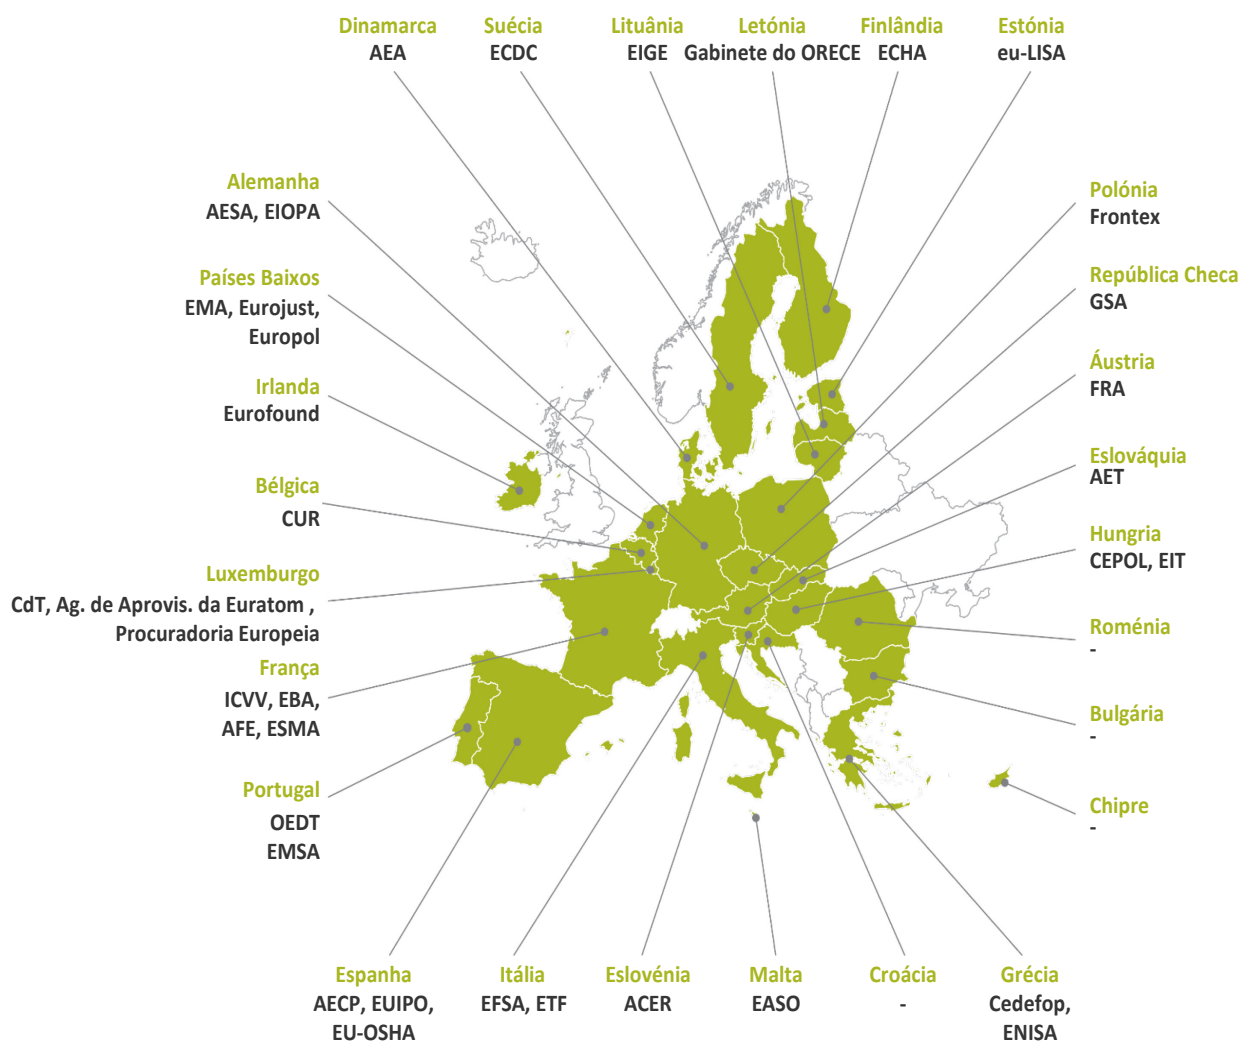 Dinamarca
AEA
Suécia
ECDC
Lituânia
EIGE
Letónia
Gabinete do ORECE
Finlândia
ECHA
Estónia
eu-LISA
Alemanha
AESA, EIOPA
Países Baixos
EMA, Eurojust,
Europol
Irlanda
Eurofound
Bélgica
CUR
Luxemburgo
CdT, Ag. de Aprovis. da Euratom ,
Procuradoria Europeia
França
ICVV, EBA,
AFE, ESMA
Portugal
OEDT
EMSA
Polónia
Frontex
República Checa
GSA
Áustria
FRA
Eslováquia
AET
Hungria
CEPOL, EIT
Roménia
-
Bulgária
-
Chipre
-
Espanha
AECP, EUIPO,
EU-OSHA
Itália
EFSA, ETF
Eslovénia
ACER
Malta
EASO
Croácia
-
Grécia
Cedefop,
ENISA